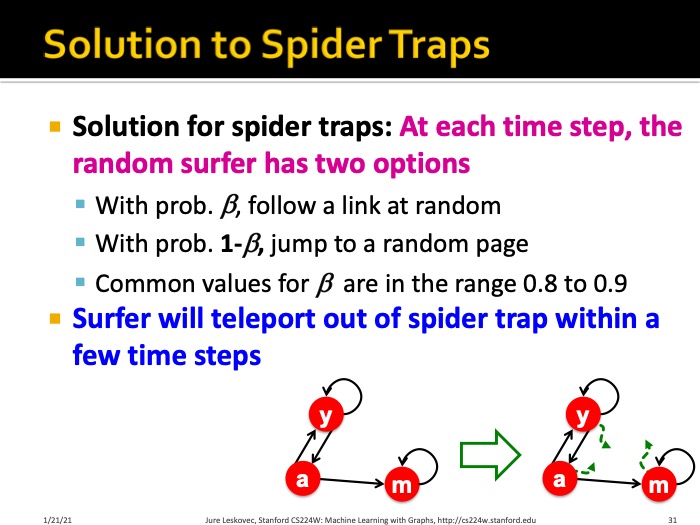 Solution to Spider Traps
Solution for spider traps: At each time step, the
random surfer has two options
With prob. β, follow a link at random
With prob. 1-β, jump to a random page
Common values for β are in the range 0.8 to 0.9
Surfer will teleport out of spider trap within a
few time steps
y
a
m
y
a
m
1/21/21
Jure Leskovec, Stanford CS224W: Machine Learning with Graphs, http://cs224w.stanford.edu
31